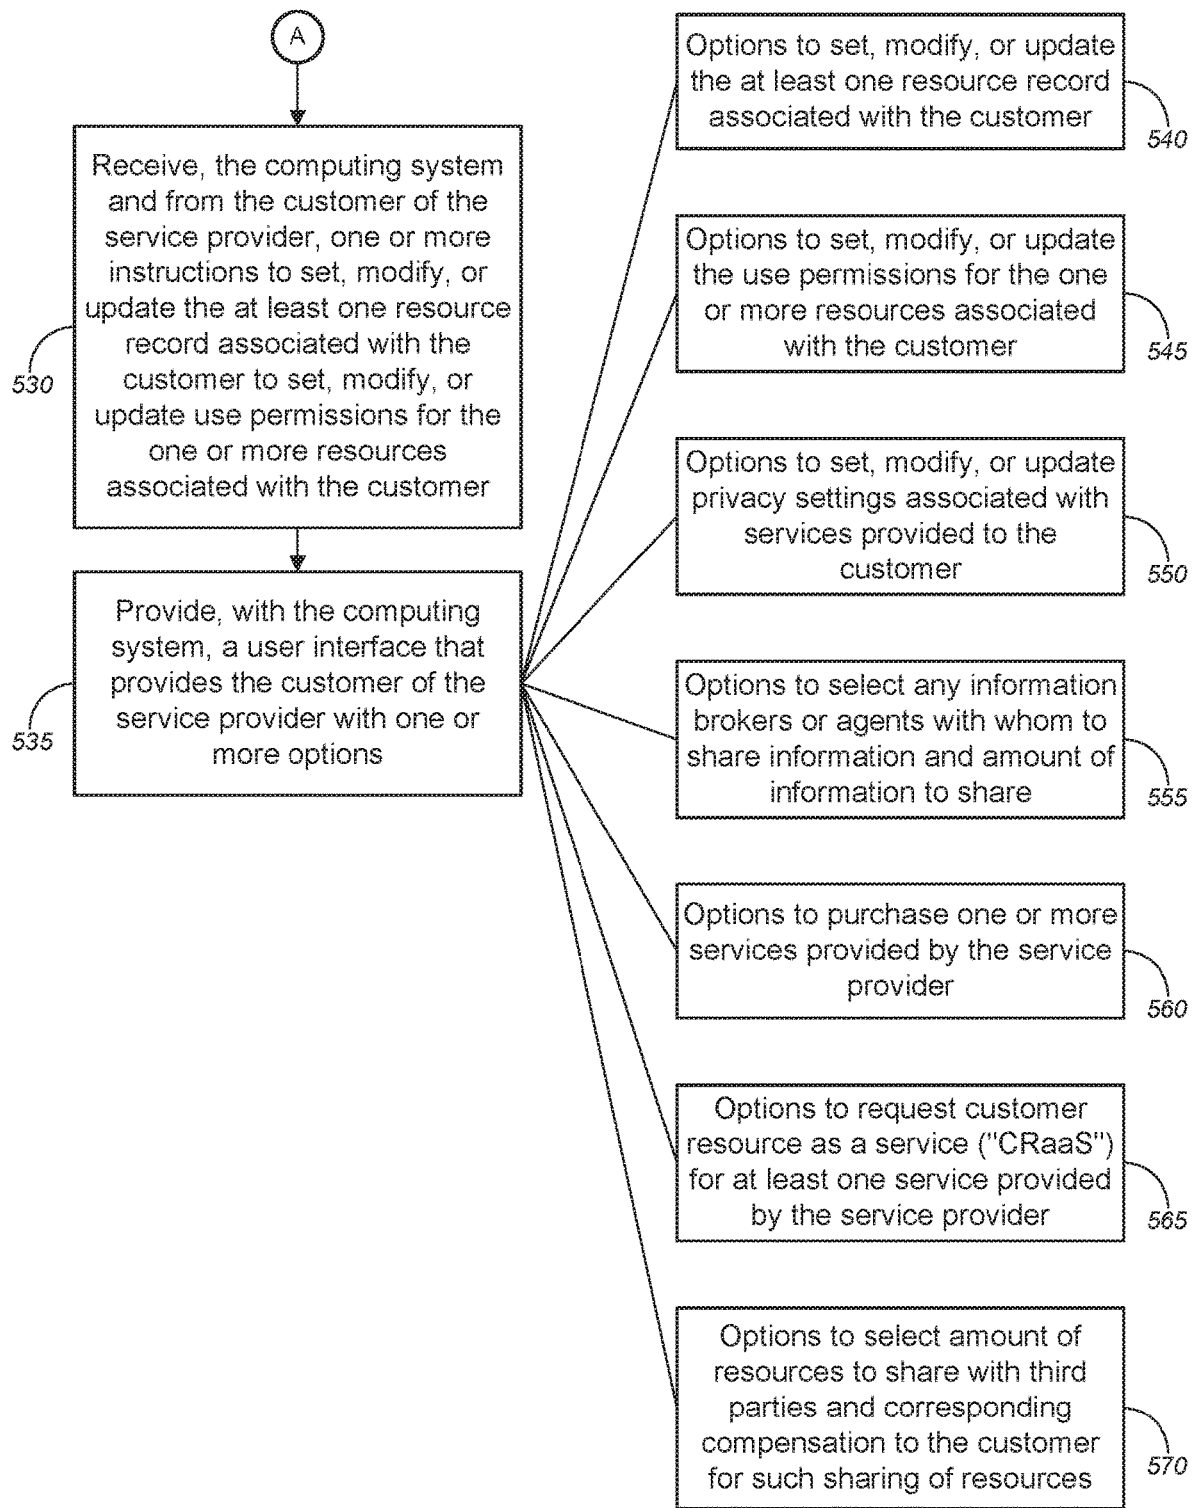 A
Receive, the computing system
and from the customer of the
service provider, one or more
instructions to set, modify, or
update the at least one resource
record associated with the
customer to set, modify, or
update use permissions for the
one or more resources
associated with the customer
530
Provide, with the computing
system, a user interface that
provides the customer of the
service provider with one or
more options
535
Options to set, modify, or update
the at least one resource record
associated with the customer
540
Options to set, modify, or update
the use permissions for the one
or more resources associated
with the customer
545
Options to set, modify, or update
privacy settings associated with
services provided to the
customer
550
Options to select any information
brokers or agents with whom to
share information and amount of
information to share
555
Options to purchase one or more
services provided by the service
provider
560
Options to request customer
resource as a service ("CRaaS")
for at least one service provided
by the service provider
565
Options to select amount of
resources to share with third
parties and corresponding
compensation to the customer
for such sharing of resources
570